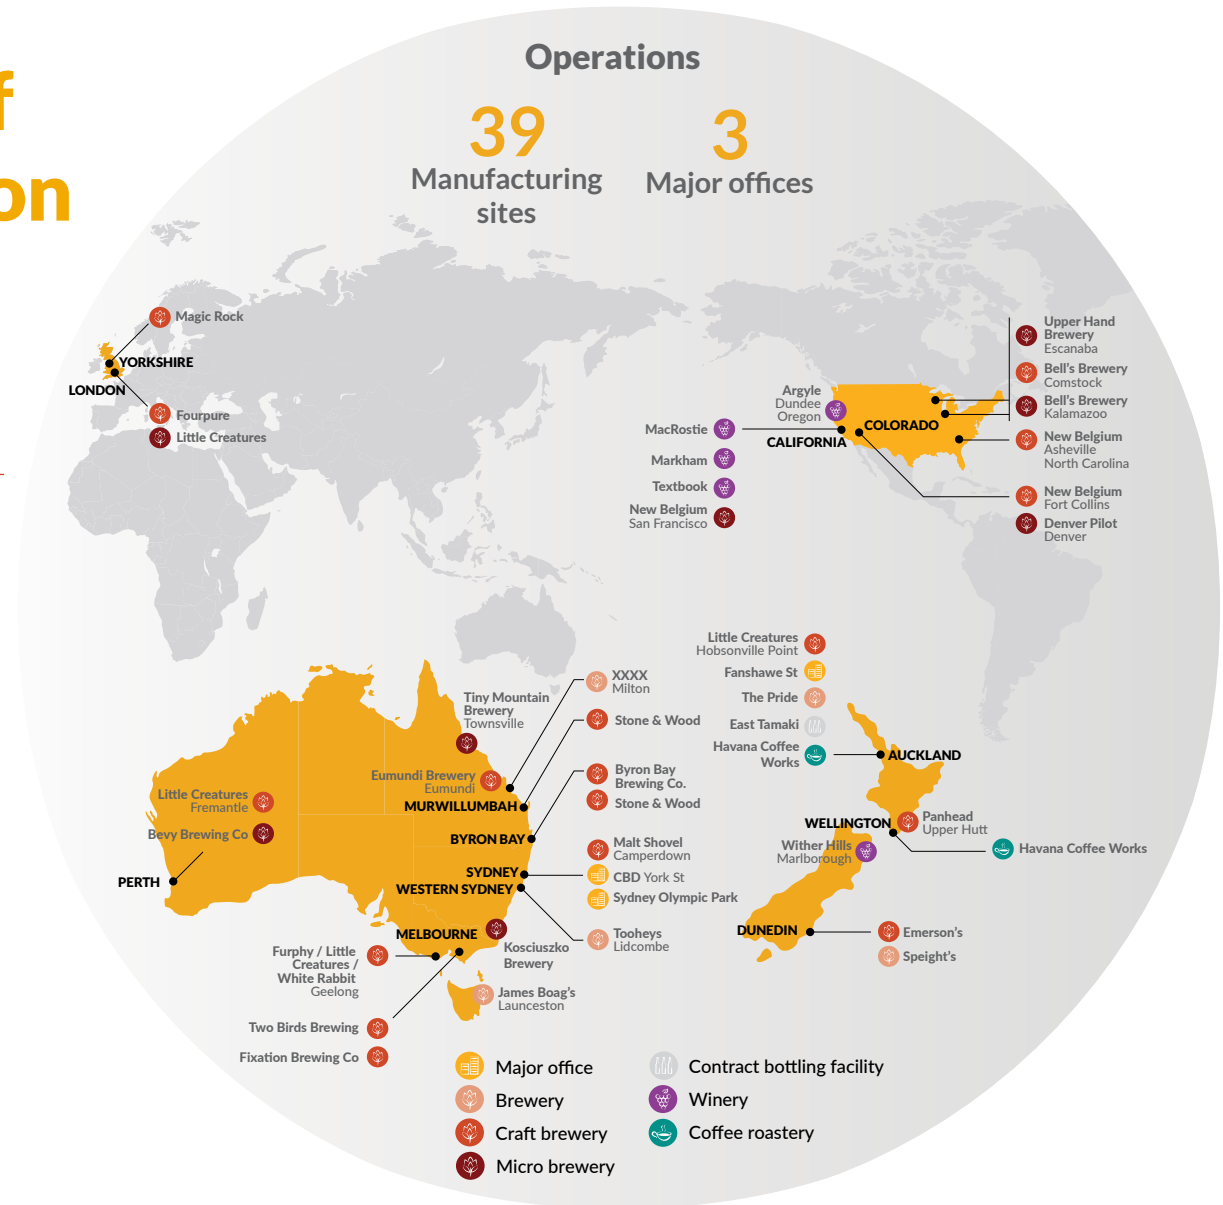 f
on
Operations
39
Manufacturing
sites
3
Major offices
Magic Rock
YORKSHIRE
LONDON
Fourpure
Little Creatures
Argyle
Dundee
Oregon
MacRostie
Markham
Textbook
New Belgium
San Francisco
CALIFORNIA
COLORADO
Upper Hand
Brewery
Escanaba
Bell's Brewery
Comstock
Bell's Brewery
Kalamazoo
New Belgium
Asheville
North Carolina
New Belgium
Fort Collins
Denver Pilot
Denver
Tiny Mountain
Brewery
Townsville
XXXX
Milton
Stone & Wood
Eumundi Brewery
Eumundi
MURWILLUMBAH
Byron Bay
Brewing Co.
Stone & Wood
BYRON BAY
Little Creatures
Fremantle
Bevy Brewing Co
PERTH
Malt Shovel
Camperdown
SYDNEY
CBD York St
WESTERN SYDNEY
Sydney Olympic Park
MELBOURNE
Tooheys
Lidcombe
Kosciuszko
Brewery
Furphy / Little
Creatures /
White Rabbit
Geelong
James Boag's
Launceston
Two Birds Brewing
Fixation Brewing Co
Little Creatures
Hobsonville Point
Fanshawe St
The Pride
East Tamaki
Havana Coffee
Works
AUCKLAND
WELLINGTON
Panhead
Upper Hutt
Wither Hills
Marlborough
Havana Coffee Works
DUNEDIN
Emerson's
Speight's
Major office
Brewery
Craft brewery
Micro brewery
Contract bottling facility
Winery
Coffee roastery